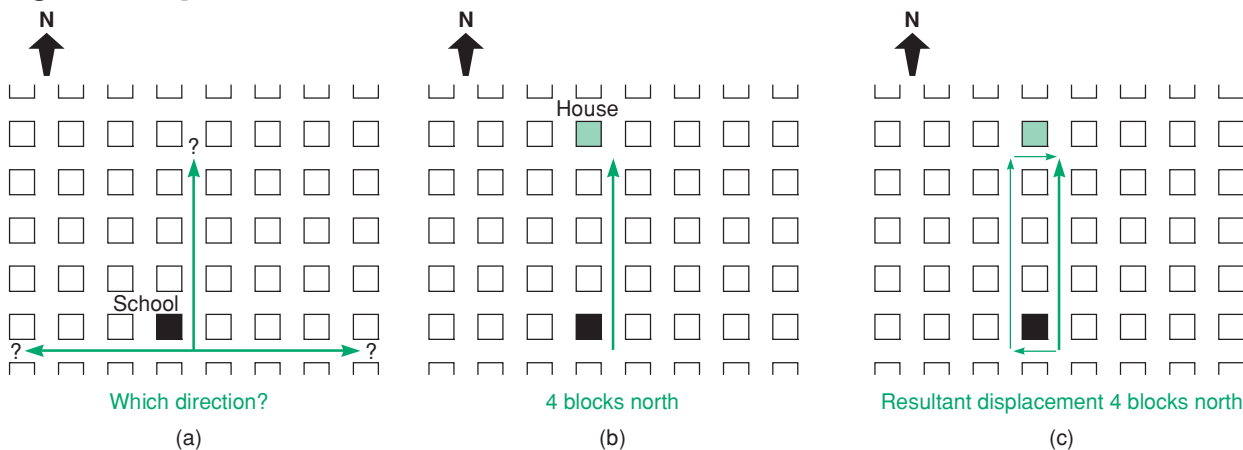 N N N
House
?
School
? ?
Which direction? 4 blocks north Resultant displacement 4 blocks north
(a) (b) (c)